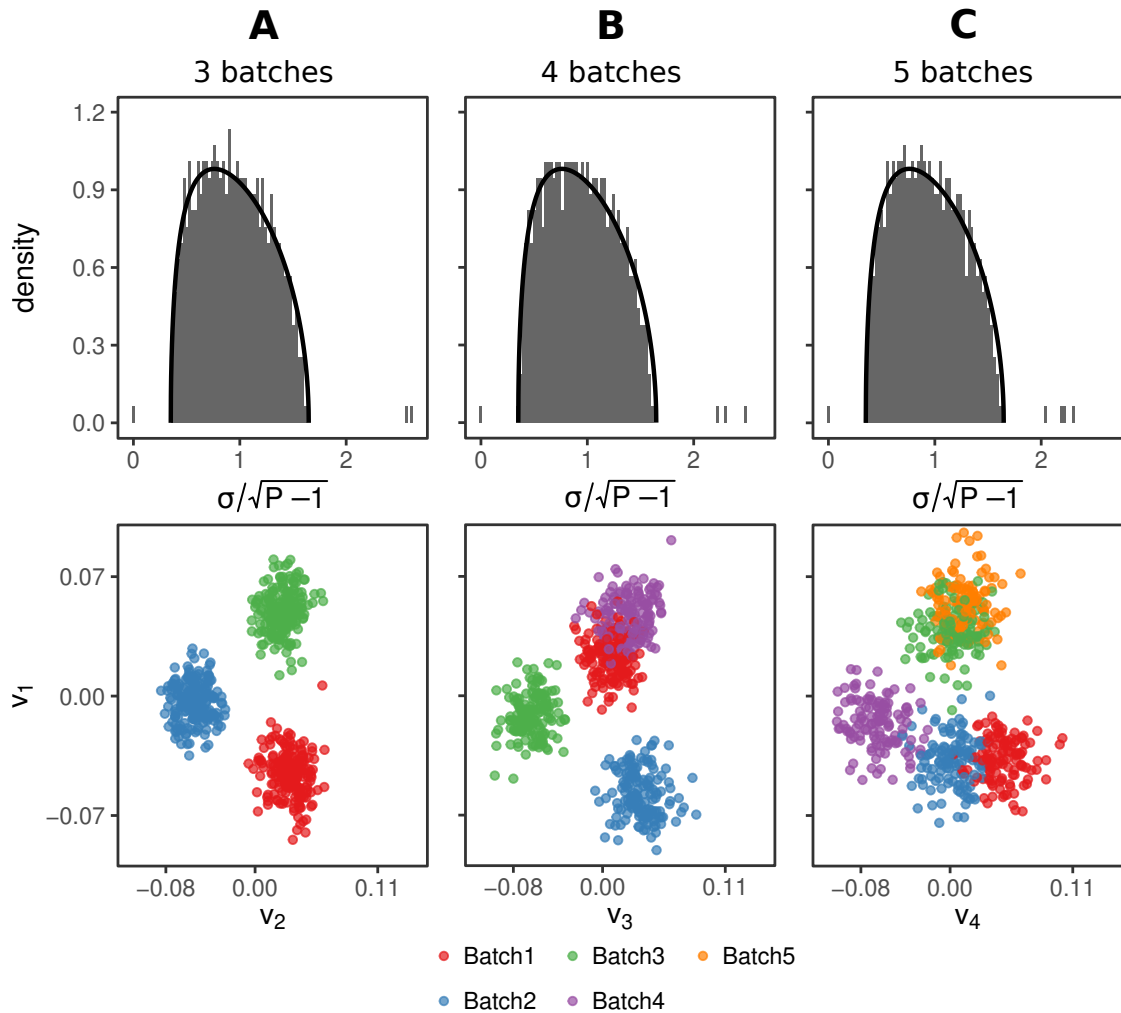 A B C
3 batches 4 batches 5 batches
density
1.2
0.9
0.6
0.3
0.0
0 1 2 0 1 2 0 1 2
σ/√P −1 σ/√P −1 σ/√P −1
v1
0.07
0.00
−0.07
−0.08 0.00 0.11 −0.08 0.00 0.11 −0.08 0.00 0.11
v2 v3 v4
Batch1 Batch3 Batch5
Batch2 Batch4